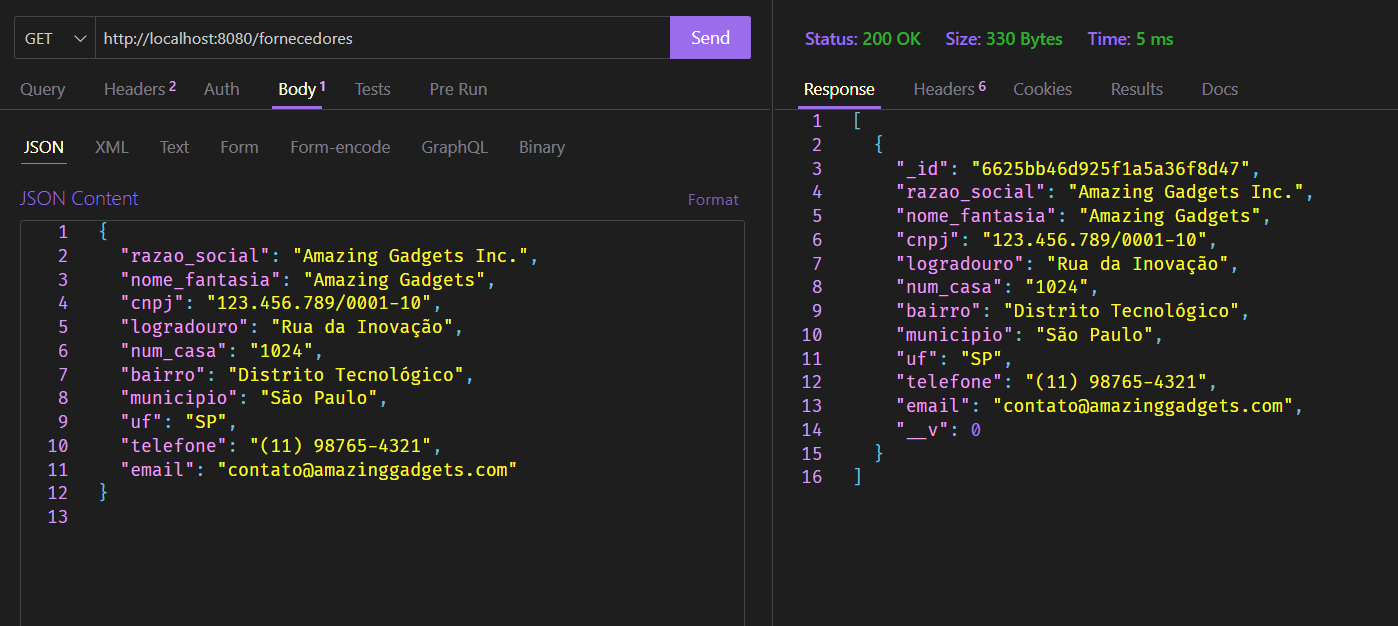 GET http://localhost:8080/fornecedores Send
Query Headers 2 Auth Body 1 Tests Pre Run
JSON XML Text Form Form-encode GraphQL Binary
JSON Content Format
1 {
2 "razao_social": "Amazing Gadgets Inc.",
3 "nome_fantasia": "Amazing Gadgets",
4 "cnpj": "123.456.789/0001-10",
5 "logradouro": "Rua da Inovação",
6 "num_casa": "1024",
7 "bairro": "Distrito Tecnológico",
8 "municipio": "São Paulo",
9 "uf": "SP",
10 "telefone": "(11) 98765-4321",
11 "email": "contato@amazinggadgets.com"
12 }
13
Status: 200 OK Size: 330 Bytes Time: 5 ms
Response Headers 6 Cookies Results Docs
1 [
2 {
3 "_id": "6625bb46d925f1a5a36f8d47",
4 "razao_social": "Amazing Gadgets Inc.",
5 "nome_fantasia": "Amazing Gadgets",
6 "cnpj": "123.456.789/0001-10",
7 "logradouro": "Rua da Inovação",
8 "num_casa": "1024",
9 "bairro": "Distrito Tecnológico",
10 "municipio": "São Paulo",
11 "uf": "SP",
12 "telefone": "(11) 98765-4321",
13 "email": "contato@amazinggadgets.com",
14 "__v": 0
15 }
16 ]